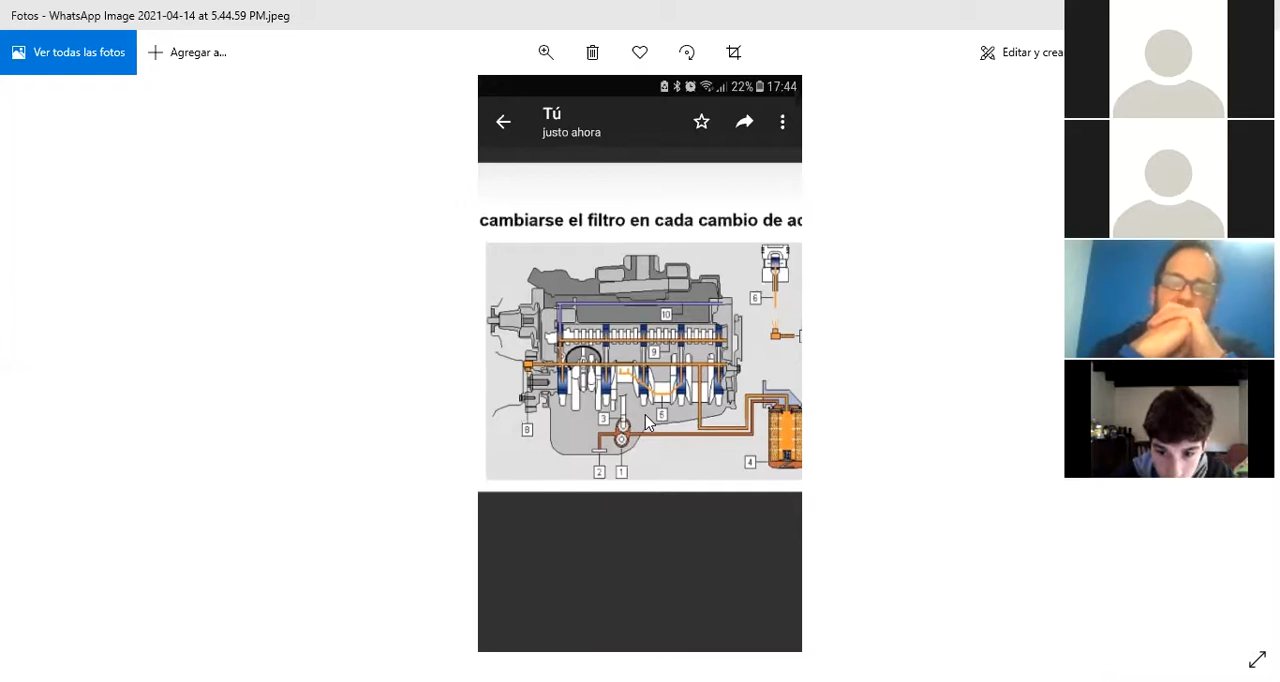 Fotos - WhatsApp Image 2021-04-14 at 5.44.59 PM.jpeg
Ver todas las fotos
Agregar a...
Editar y crea
22% 17:44
Tú
justo ahora
cambiarse el filtro en cada cambio de ac
6
10
9
3
6
8
4
2
1